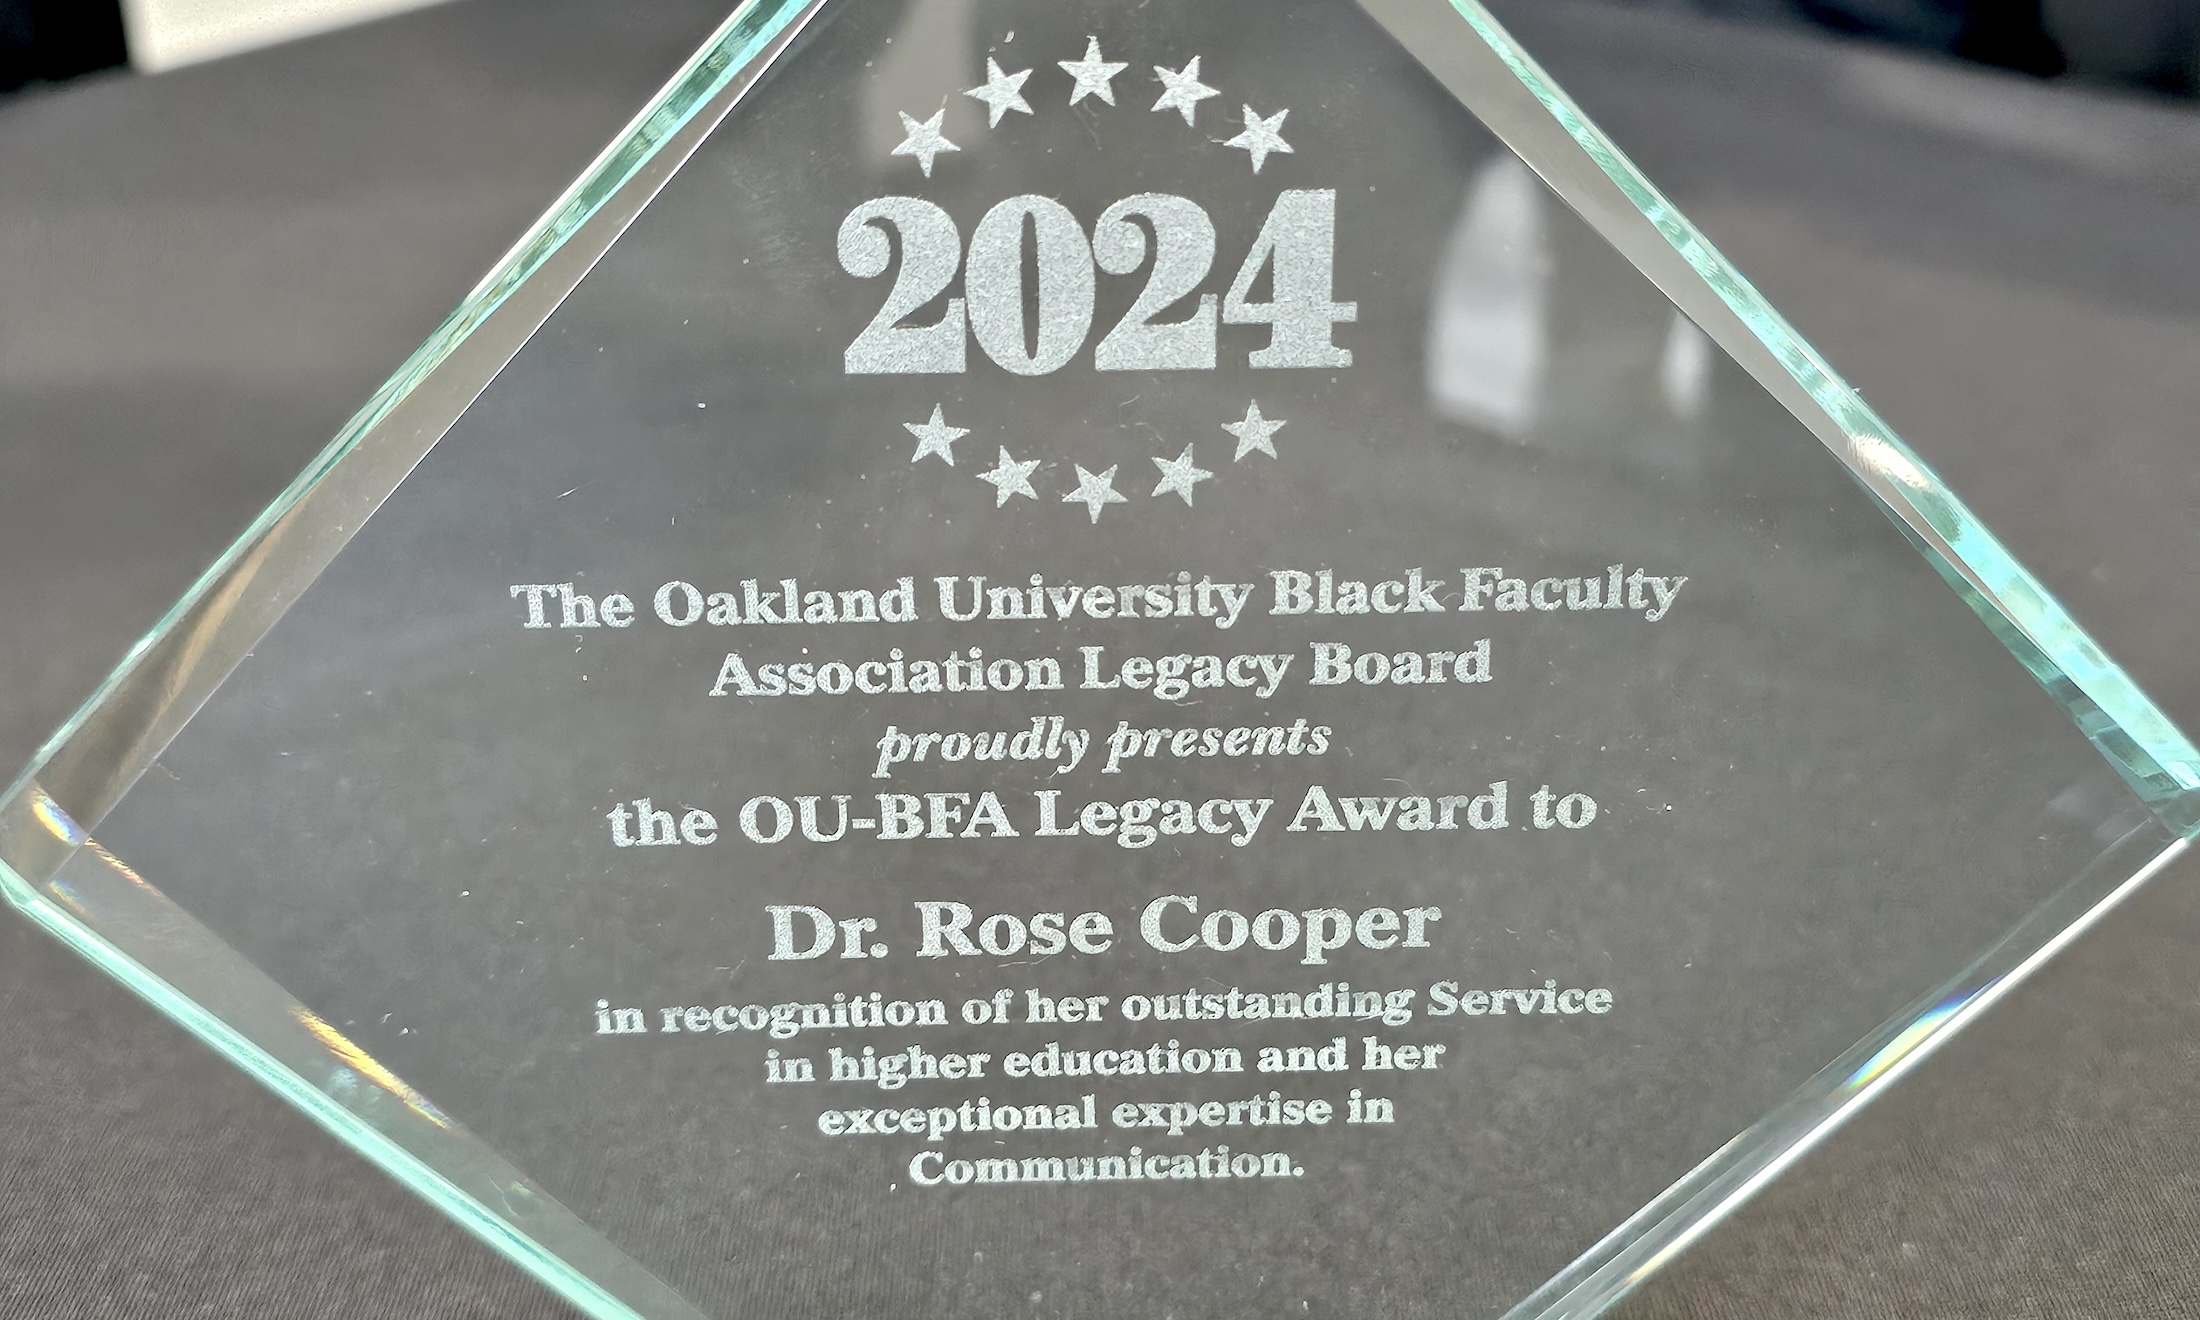 2024
The Oakland University Black Faculty
Association Legacy Board
proudly presents
the OU-BFA Legacy Award to
Dr. Rose Cooper
in recognition of her outstanding Service
in higher education and her
exceptional expertise in
Communication.